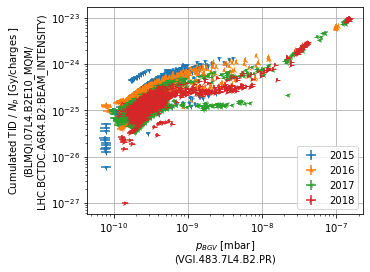 Cumulated TID / N_p [Gy/charges ]
(BLMQI.07L4.B2E10_MQM/
LHC.BCTDC.A6R4.B2:BEAM_INTENSITY)
10⁻²³
10⁻²⁴
10⁻²⁵
10⁻²⁶
10⁻²⁷
2015
2016
2017
2018
10⁻¹⁰
10⁻⁹
10⁻⁸
10⁻⁷
p_BGV [mbar]
(VGI.483.7L4.B2.PR)